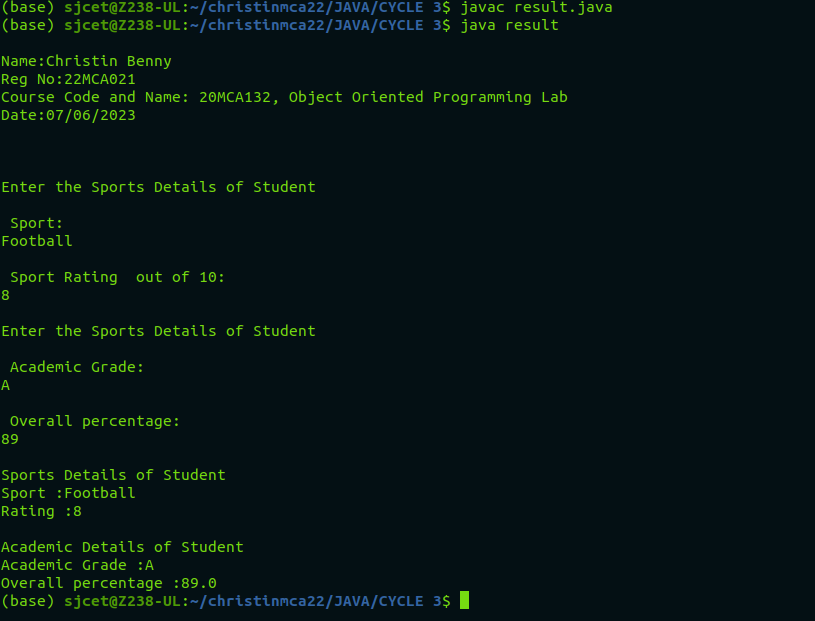 (base) sjcet@Z238-UL:~/christinmca22/JAVA/CYCLE 3$ javac result.java
(base) sjcet@Z238-UL:~/christinmca22/JAVA/CYCLE 3$ java result
Name:Christin Benny
Reg No:22MCA021
Course Code and Name: 20MCA132, Object Oriented Programming Lab
Date:07/06/2023
Enter the Sports Details of Student
Sport:
Football
Sport Rating  out of 10:
8
Enter the Sports Details of Student
Academic Grade:
A
Overall percentage:
89
Sports Details of Student
Sport :Football
Rating :8
Academic Details of Student
Academic Grade :A
Overall percentage :89.0
(base) sjcet@Z238-UL:~/christinmca22/JAVA/CYCLE 3$